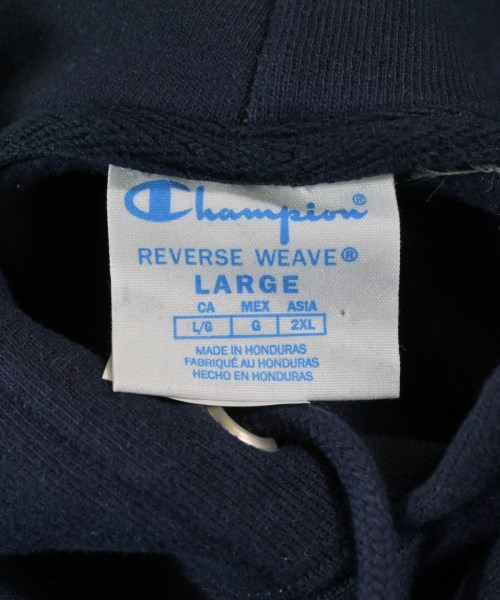 Champion®
REVERSE WEAVE®
LARGE
CA MEX ASIA
L/G G 2XL
MADE IN HONDURAS
FABRIQUÉ AU HONDURAS
HECHO EN HONDURAS